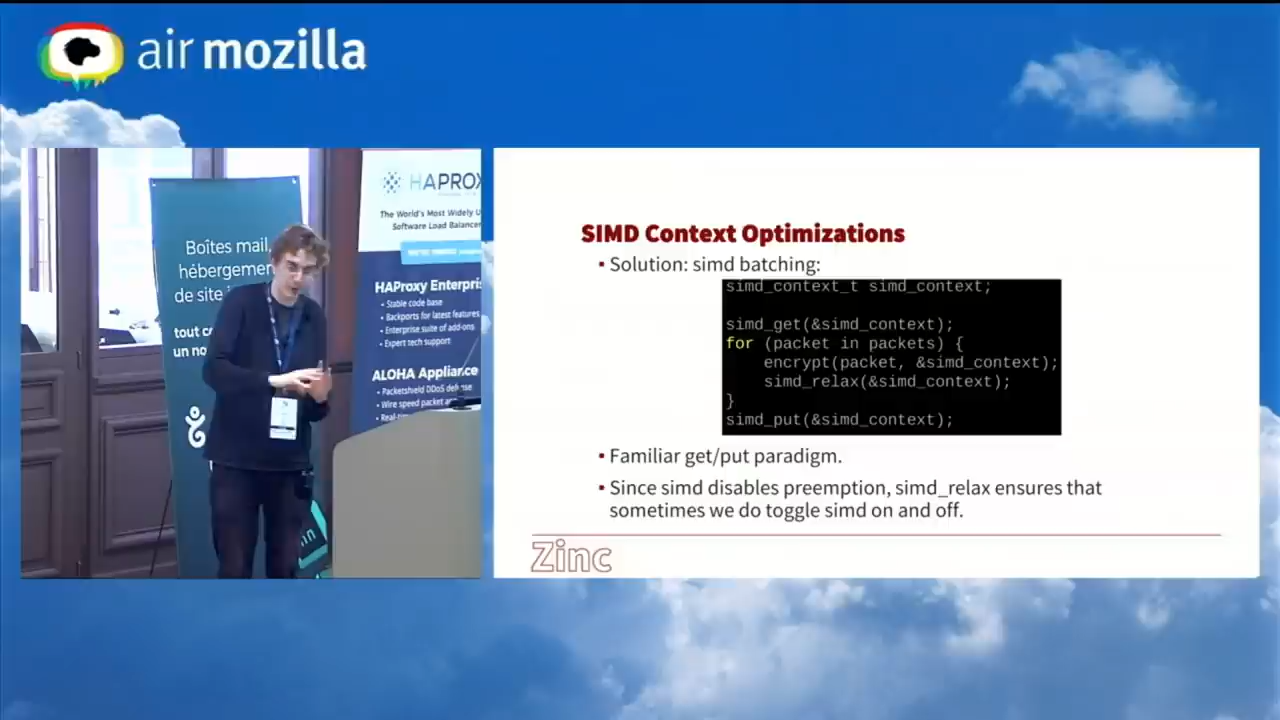 air mozilla
Boîtes mail,
de site
tout
un
HAPROX
The World's Most Widely
Software Load Balancer
HAProxy Enterpris
• Stable code base
• Backports for latest features
• Enterprise suite of add-ons
• Expert tech support
ALOHA Appliance
• Packetshield DDoS defense
• Wire speed packet
SIMD Context Optimizations
▪ Solution: simd batching:
simd_context_t simd_context;
simd_get(&simd_context);
for (packet in packets) {
encrypt(packet, &simd_context);
simd_relax(&simd_context);
}
simd_put(&simd_context);
▪ Familiar get/put paradigm.
▪ Since simd disables preemption, simd_relax ensures that
sometimes we do toggle simd on and off.
Zinc